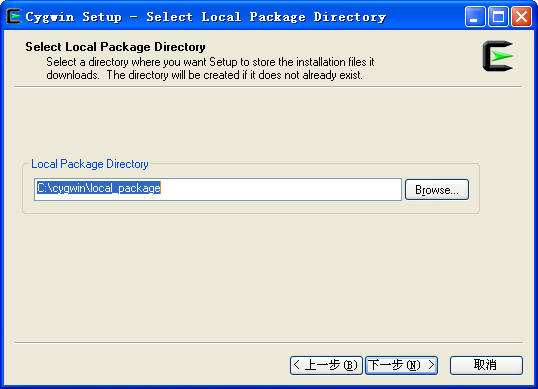 Cygwin Setup - Select Local Package Directory
Select Local Package Directory
Select a directory where you want Setup to store the installation files it
downloads. The directory will be created if it does not already exist.
Local Package Directory
C:\cygwin\local_package
Browse...
< 上一步(B) 下一步(N) > 取消